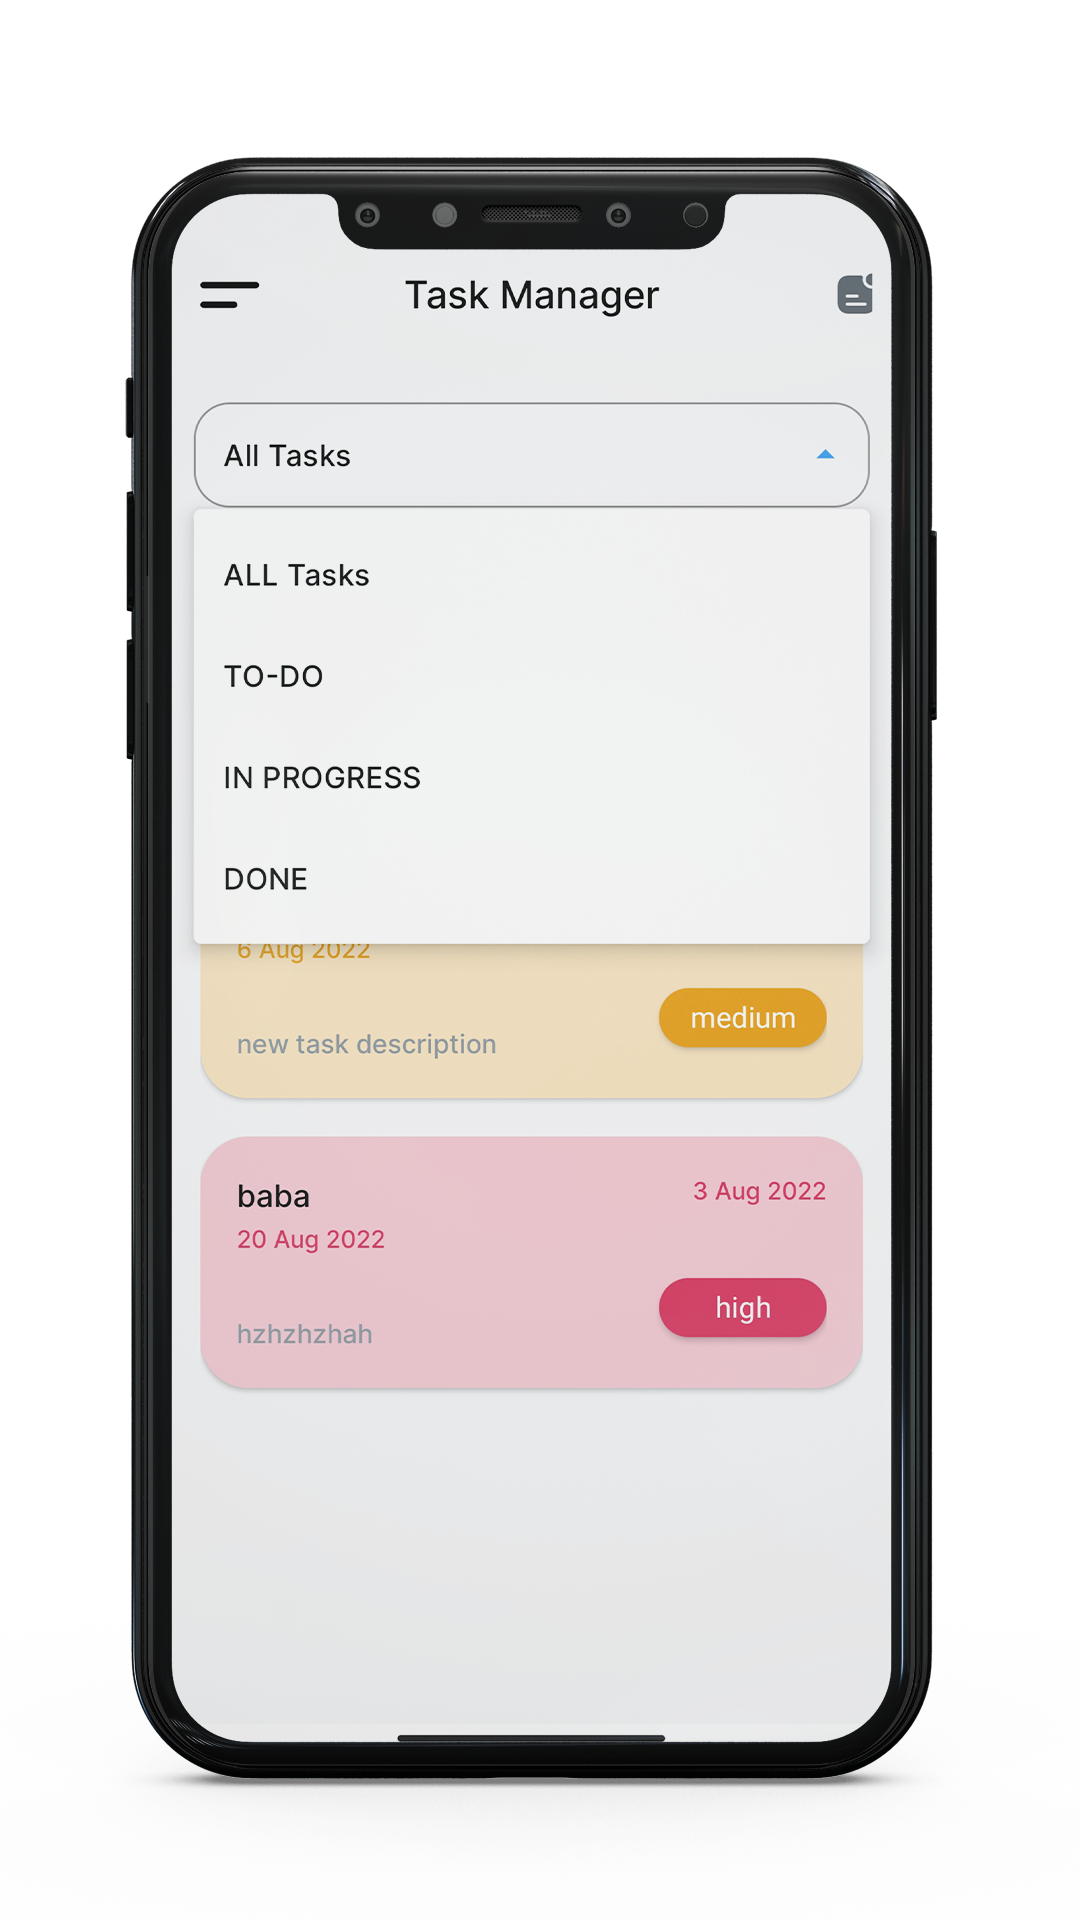 Task Manager
All Tasks
ALL Tasks
TO-DO
IN PROGRESS
DONE
6 Aug 2022
medium
new task description
baba
3 Aug 2022
20 Aug 2022
high
hzhzhzhah